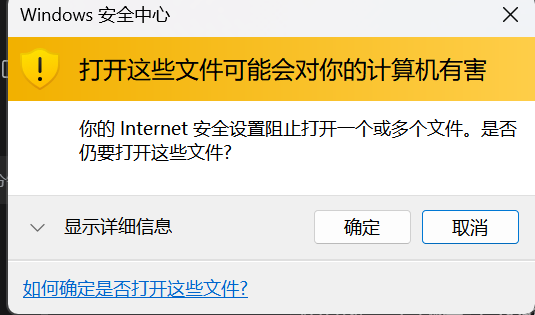 Windows 安全中心
打开这些文件可能会对你的计算机有害
你的 Internet 安全设置阻止打开一个或多个文件。是否
仍要打开这些文件?
显示详细信息
确定
取消
如何确定是否打开这些文件?